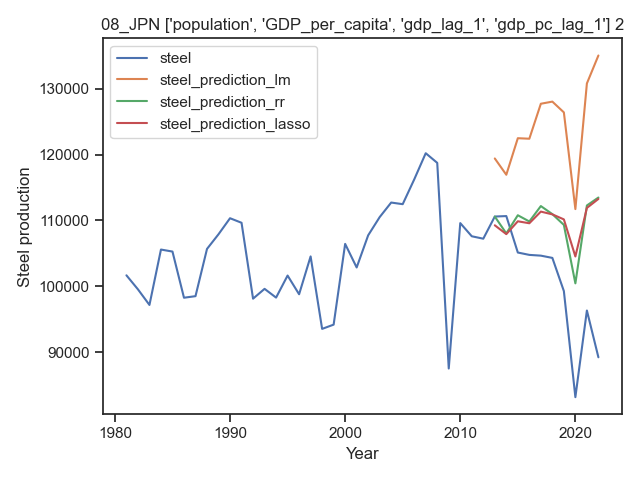 08_JPN ['population', 'GDP_per_capita', 'gdp_lag_1', 'gdp_pc_lag_1'] 2
steel
steel_prediction_lm
steel_prediction_rr
steel_prediction_lasso
Steel production
130000
120000
110000
100000
90000
1980
1990
2000
2010
2020
Year